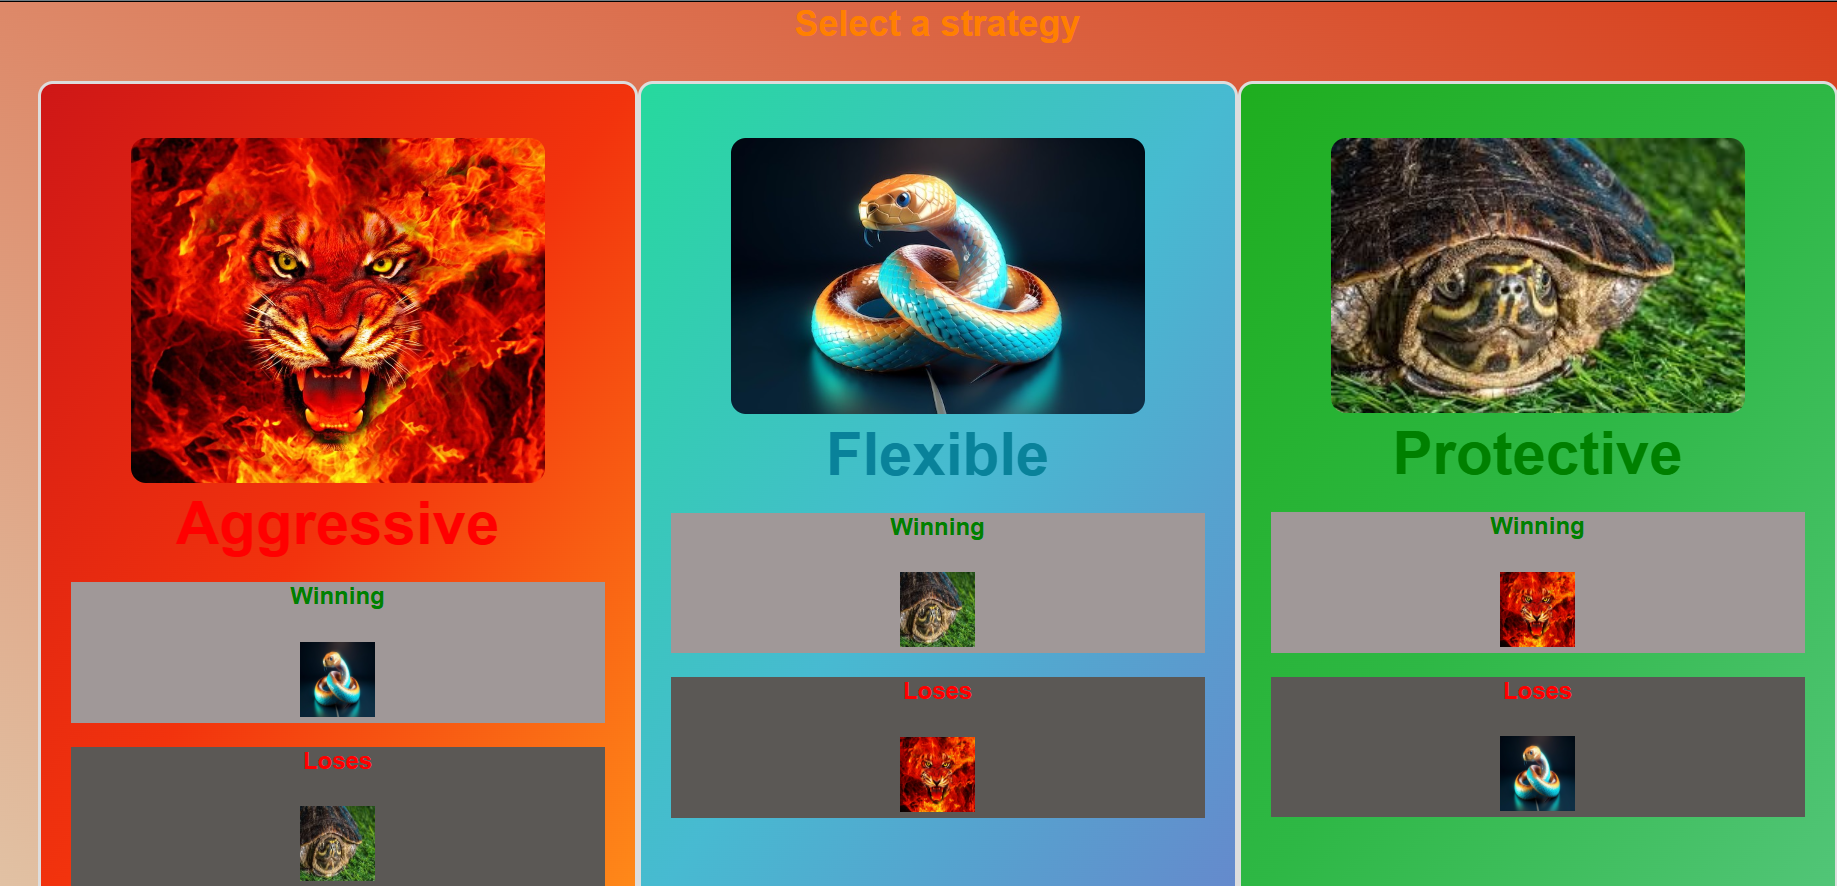 Select a strategy
Aggressive
Winning
Loses
Flexible
Winning
Loses
Protective
Winning
Loses